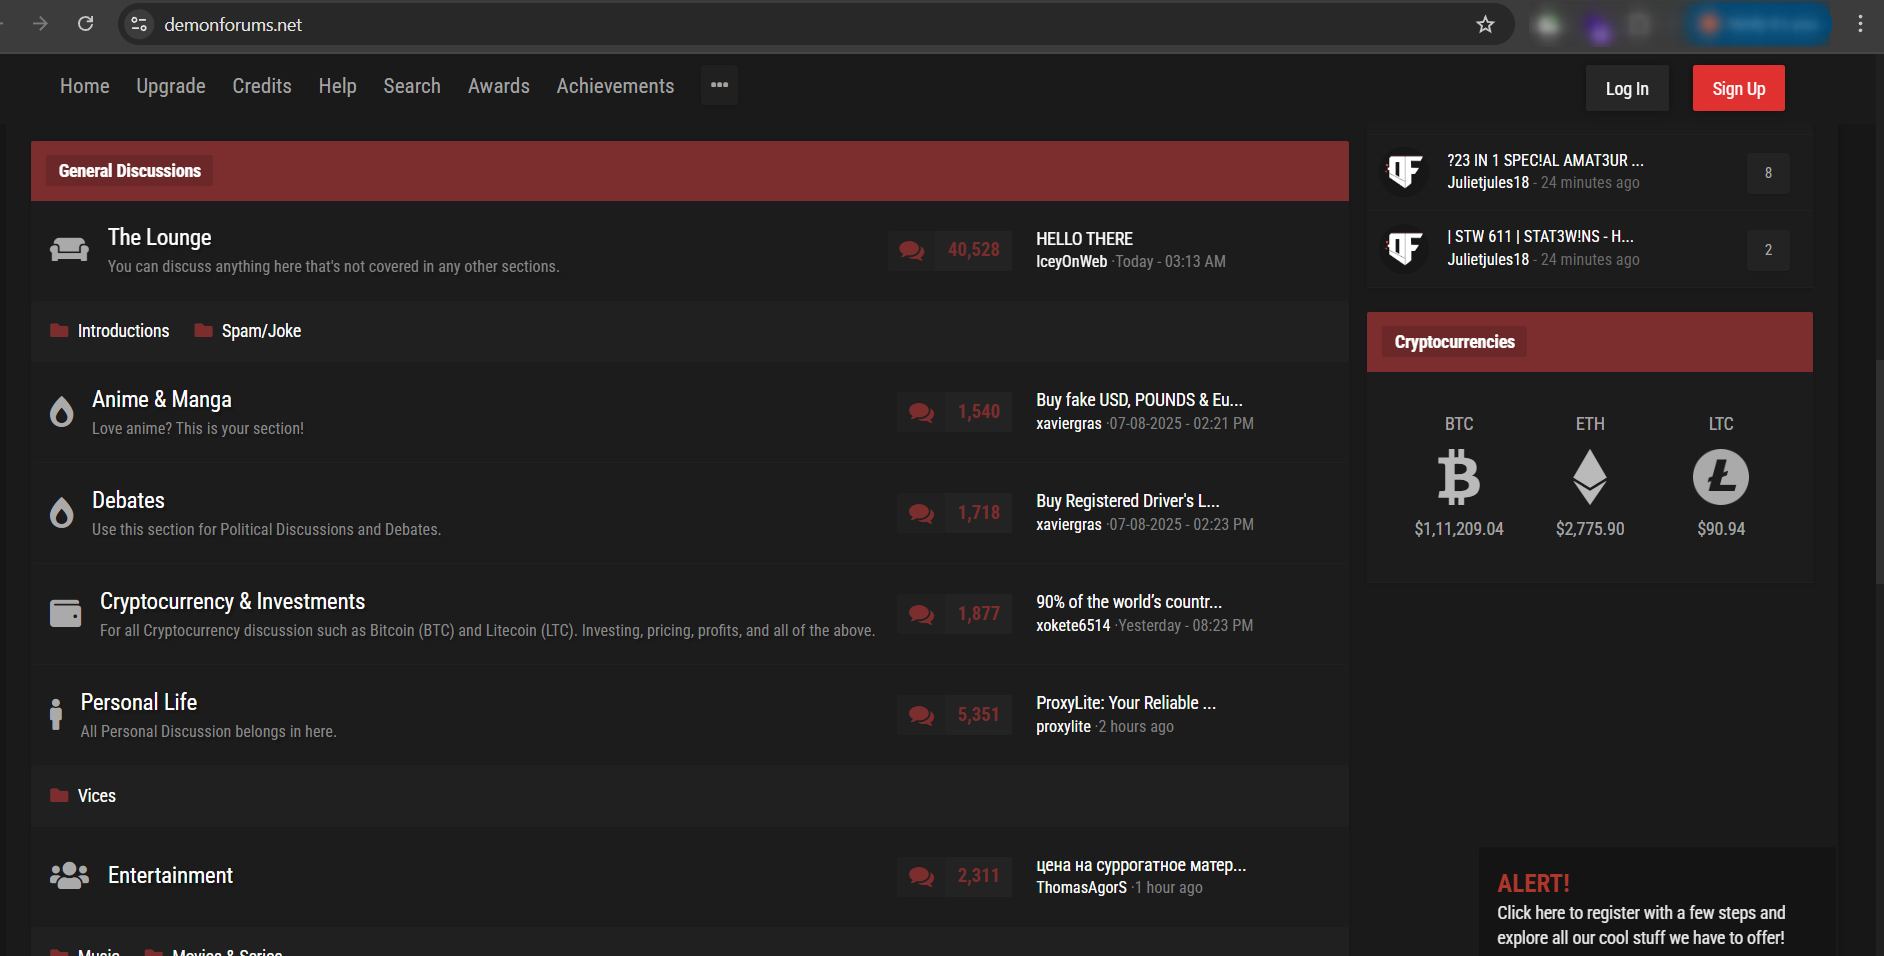 demonforums.net
Home Upgrade Credits Help Search Awards Achievements ••• Log In Sign Up
General Discussions
The Lounge
You can discuss anything here that's not covered in any other sections.
40,528
HELLO THERE
IceyOnWeb ·Today - 03:13 AM
Introductions Spam/Joke
Anime & Manga
Love anime? This is your section!
1,540
Buy fake USD, POUNDS & Eu...
xaviergras ·07-08-2025 - 02:21 PM
Debates
Use this section for Political Discussions and Debates.
1,718
Buy Registered Driver's L...
xaviergras ·07-08-2025 - 02:23 PM
Cryptocurrency & Investments
For all Cryptocurrency discussion such as Bitcoin (BTC) and Litecoin (LTC). Investing, pricing, profits, and all of the above.
1,877
90% of the world’s countr...
xokete6514 ·Yesterday - 08:23 PM
Personal Life
All Personal Discussion belongs in here.
5,351
ProxyLite: Your Reliable ...
proxylite ·2 hours ago
Vices
Entertainment
2,311
цена на суррогатное матер...
ThomasAgorS ·1 hour ago
Music Movies & Series
DF
?23 IN 1 SPEC!AL AMAT3UR ...
Julietjules18 - 24 minutes ago
8
DF
| STW 611 | STAT3W!NS - H...
Julietjules18 - 24 minutes ago
2
Cryptocurrencies
BTC ETH LTC
$1,11,209.04 $2,775.90 $90.94
ALERT!
Click here to register with a few steps and
explore all our cool stuff we have to offer!